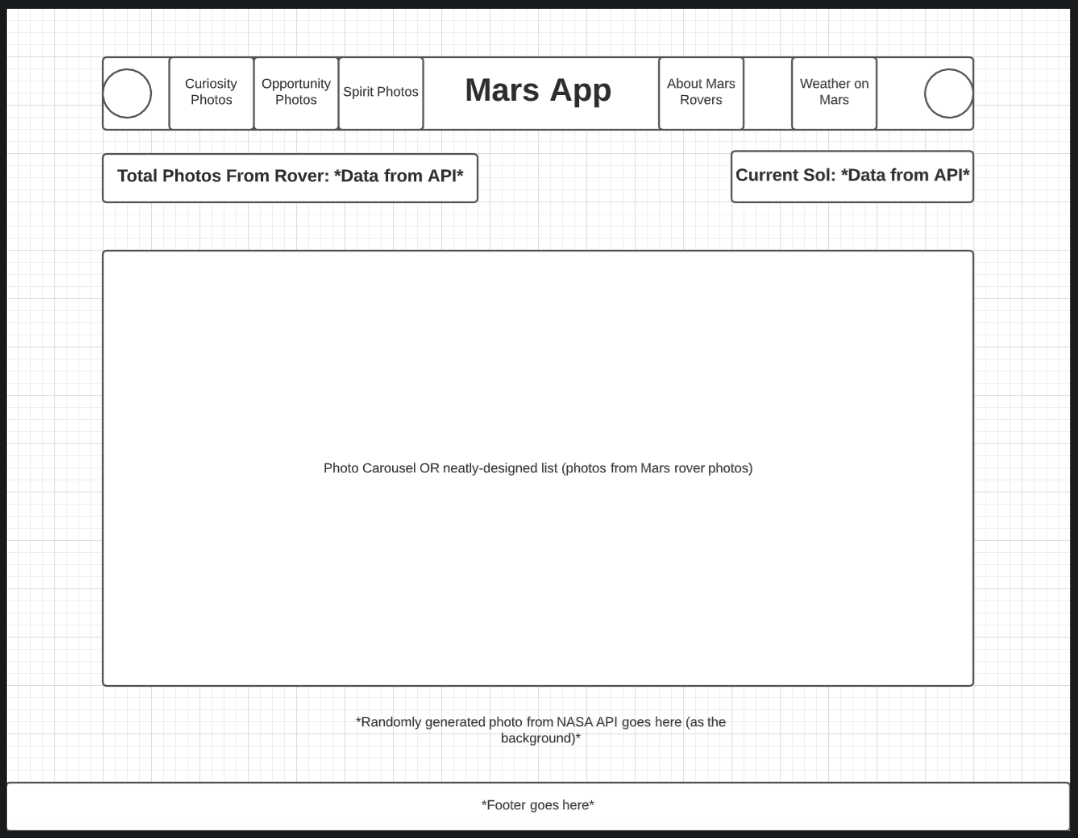 Curiosity
Photos
Opportunity
Photos
Spirit Photos
Mars App
About Mars
Rovers
Weather on
Mars
Total Photos From Rover: *Data from API*
Current Sol: *Data from API*
Photo Carousel OR neatly-designed list (photos from Mars rover photos)
*Randomly generated photo from NASA API goes here (as the
background)*
*Footer goes here*